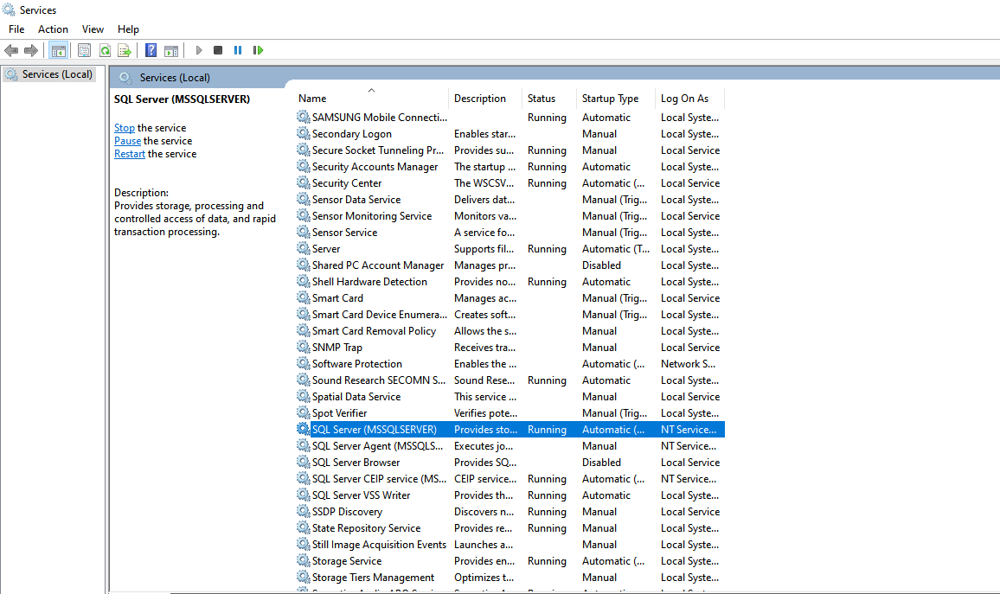 Services
File Action View Help
Services (Local)
Services (Local)
SQL Server (MSSQLSERVER)
Stop the service
Pause the service
Restart the service
Description:
Provides storage, processing and
controlled access of data, and rapid
transaction processing.
Name Description Status Startup Type Log On As
SAMSUNG Mobile Connecti... Running Automatic Local Syste...
Secondary Logon Enables star... Manual Local Syste...
Secure Socket Tunneling Pr... Provides su... Running Manual Local Service
Security Accounts Manager The startup ... Running Automatic Local Syste...
Security Center The WSCSV... Running Automatic (... Local Service
Sensor Data Service Delivers dat... Manual (Trig... Local Syste...
Sensor Monitoring Service Monitors va... Manual (Trig... Local Service
Sensor Service A service fo... Manual (Trig... Local Syste...
Server Supports fil... Running Automatic (T... Local Syste...
Shared PC Account Manager Manages pr... Disabled Local Syste...
Shell Hardware Detection Provides no... Running Automatic Local Syste...
Smart Card Manages ac... Manual (Trig... Local Service
Smart Card Device Enumera... Creates soft... Manual (Trig... Local Syste...
Smart Card Removal Policy Allows the s... Manual Local Syste...
SNMP Trap Receives tra... Manual Local Service
Software Protection Enables the ... Automatic (... Network S...
Sound Research SECOMN S... Sound Rese... Running Automatic Local Syste...
Spatial Data Service This service ... Manual Local Service
Spot Verifier Verifies pote... Manual (Trig... Local Syste...
SQL Server (MSSQLSERVER) Provides sto... Running Automatic (... NT Service...
SQL Server Agent (MSSQLS... Executes jo... Manual NT Service...
SQL Server Browser Provides SQ... Disabled Local Service
SQL Server CEIP service (MS... CEIP service... Running Automatic (... NT Service...
SQL Server VSS Writer Provides th... Running Automatic Local Syste...
SSDP Discovery Discovers n... Running Manual Local Service
State Repository Service Provides re... Running Manual Local Syste...
Still Image Acquisition Events Launches a... Manual Local Syste...
Storage Service Provides en... Running Automatic (... Local Syste...
Storage Tiers Management Optimizes t... Manual Local Syste...